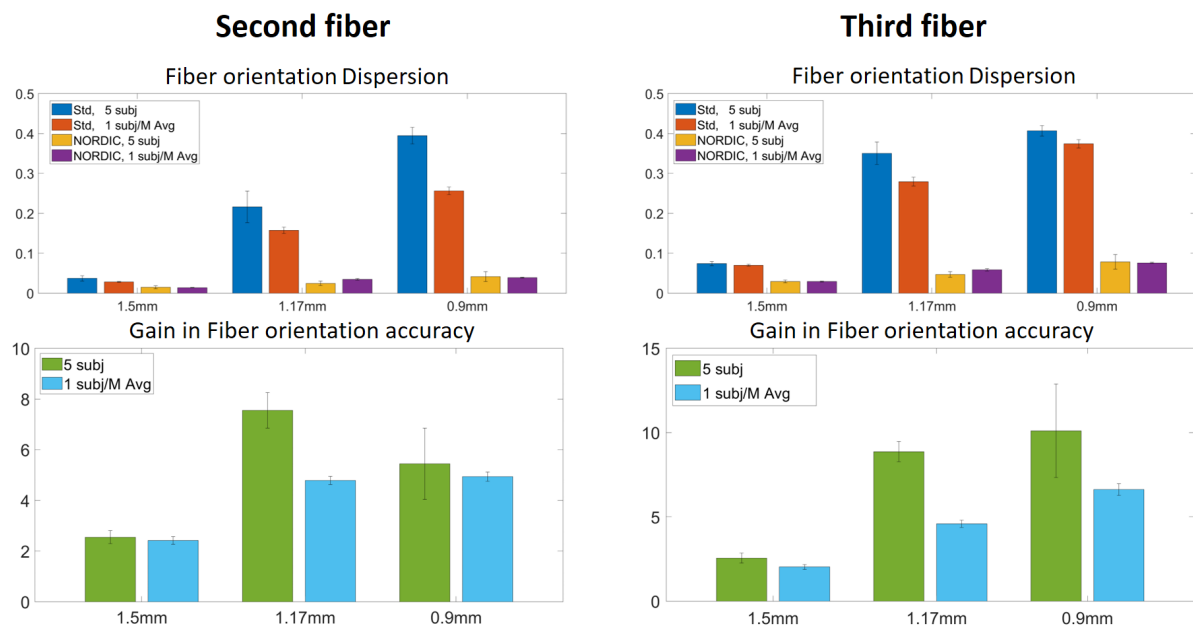 Second fiber
Fiber orientation Dispersion
0.5
0.4
0.3
0.2
0.1
0
Std, 5 subj
Std, 1 subj/M Avg
NORDIC, 5 subj
NORDIC, 1 subj/M Avg
1.5mm 1.17mm 0.9mm
Gain in Fiber orientation accuracy
10
8
6
4
2
0
5 subj
1 subj/M Avg
1.5mm 1.17mm 0.9mm
Third fiber
Fiber orientation Dispersion
0.5
0.4
0.3
0.2
0.1
0
Std, 5 subj
Std, 1 subj/M Avg
NORDIC, 5 subj
NORDIC, 1 subj/M Avg
1.5mm 1.17mm 0.9mm
Gain in Fiber orientation accuracy
15
10
5
0
5 subj
1 subj/M Avg
1.5mm 1.17mm 0.9mm